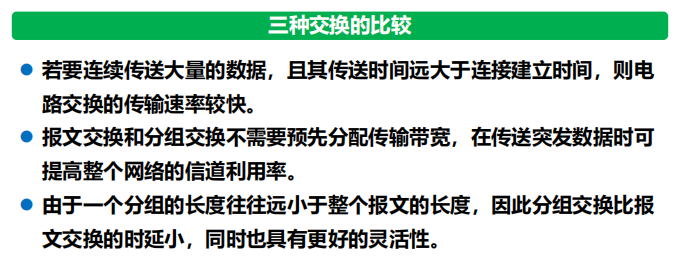 三种交换的比较
若要连续传送大量的数据，且其传送时间远大于连接建立时间，则电
路交换的传输速率较快。
报文交换和分组交换不需要预先分配传输带宽，在传送突发数据时可
提高整个网络的信道利用率。
由于一个分组的长度往往远小于整个报文的长度，因此分组交换比报
文交换的时延小，同时也具有更好的灵活性。